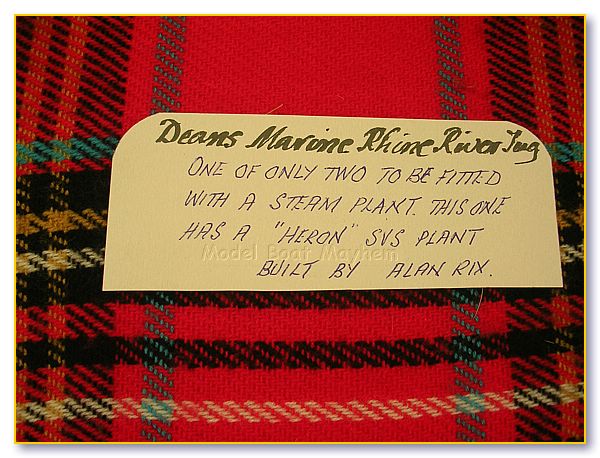 Deans Marine Rhine River Tug
ONE OF ONLY TWO TO BE FITTED
WITH A STEAM PLANT. THIS ONE
HAS A "HERON" SVS PLANT
Model Boat Mayhem
BUILT BY ALAN RIX.